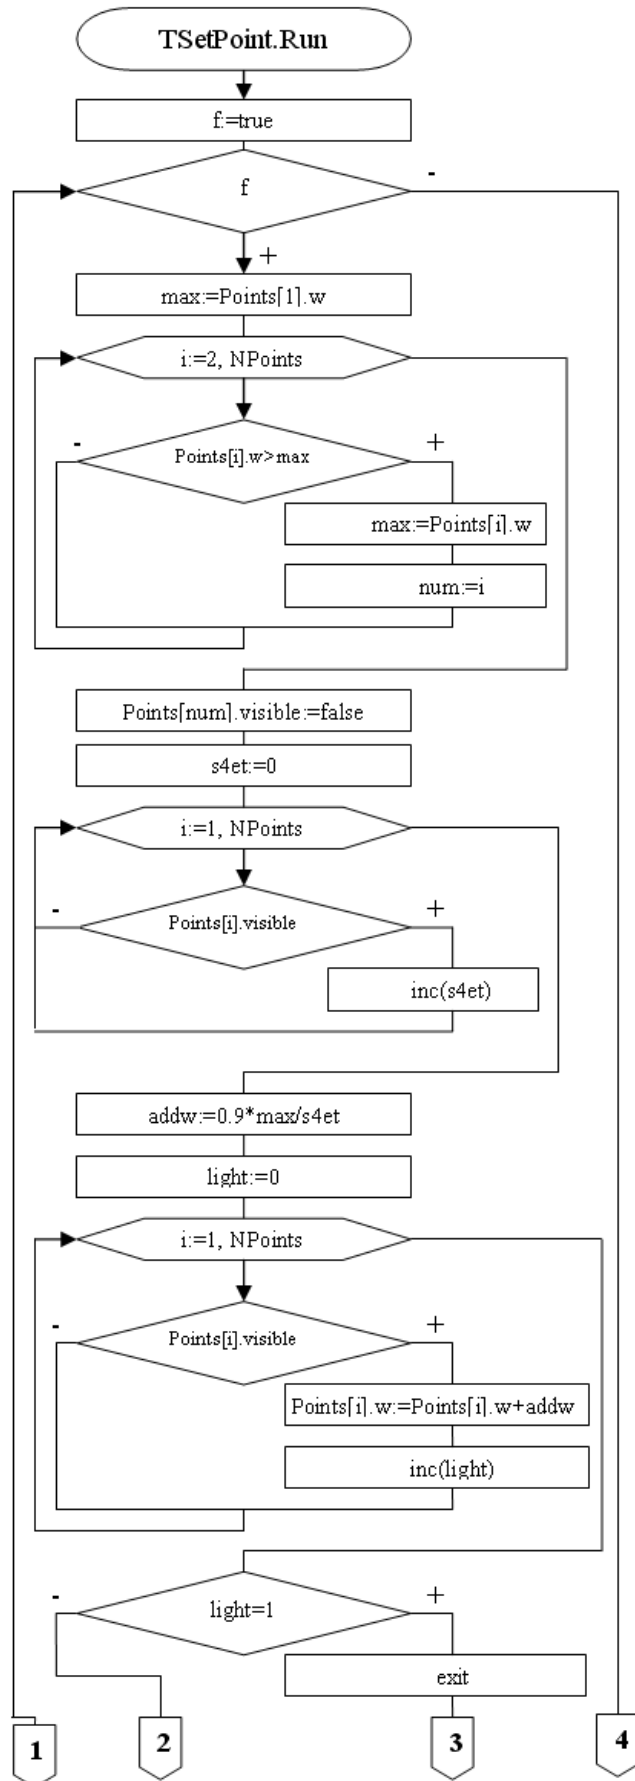 TSetPoint.Run
f:=true
f
-
+
max:=Points[1].w
i:=2, NPoints
-
Points[i].w>max
+
max:=Points[i].w
num:=i
Points[num].visible:=false
s4et:=0
i:=1, NPoints
-
Points[i].visible
+
inc(s4et)
addw:=0.9*max/s4et
light:=0
i:=1, NPoints
-
Points[i].visible
+
Points[i].w:=Points[i].w+addw
inc(light)
-
light=1
+
exit
1
2
3
4